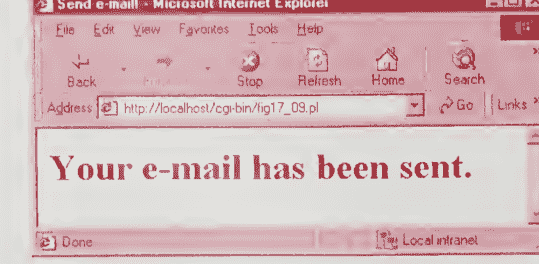 Send e-mail! - Microsoft Internet Explorer
File Edit View Favorites Tools Help
Back Stop Refresh Home Search
Address http://localhost/cgi-bin/fig17_09.pl Go Links »
Your e-mail has been sent.
Done Local intranet